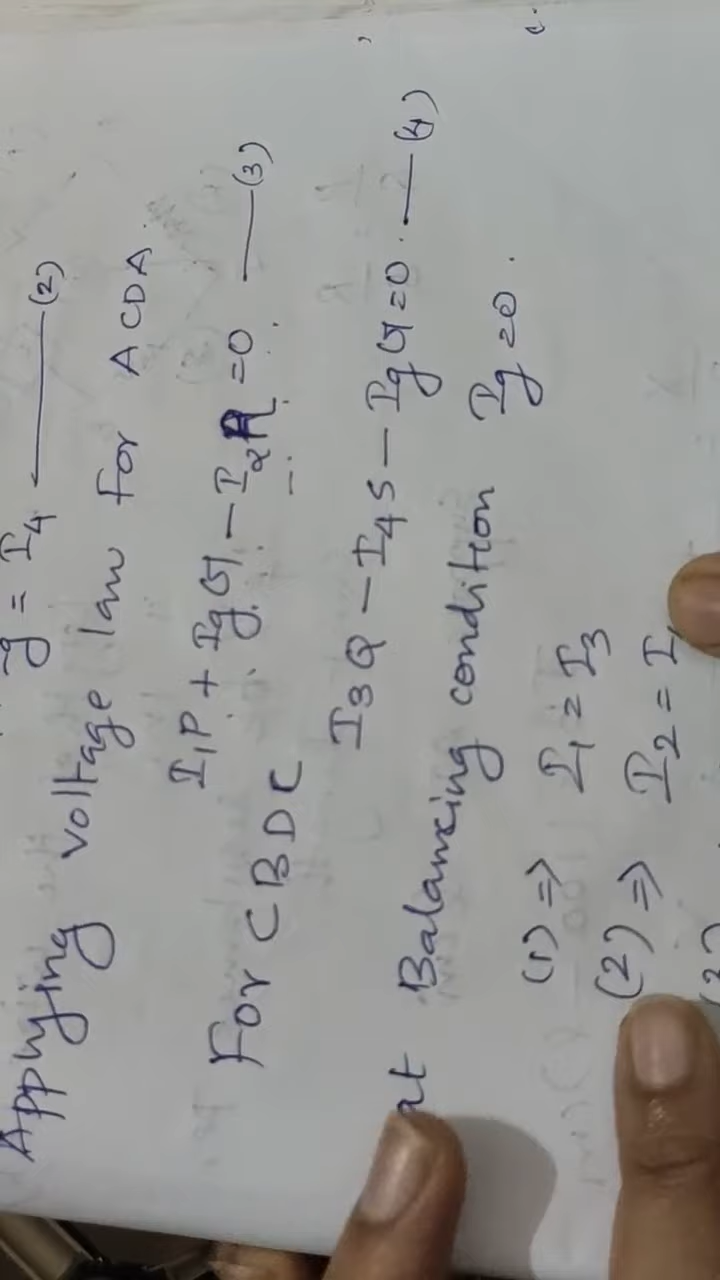 g = I4 ——— (2)
Applying voltage law for ACDA.
I1P + IgG - I2R = 0. —— (3)
For CBDC
I3Q - I4S - IgG = 0. —— (4)
at Balancing condition Ig = 0.
(1) ⇒ I1 = I3
(2) ⇒ I2 = I